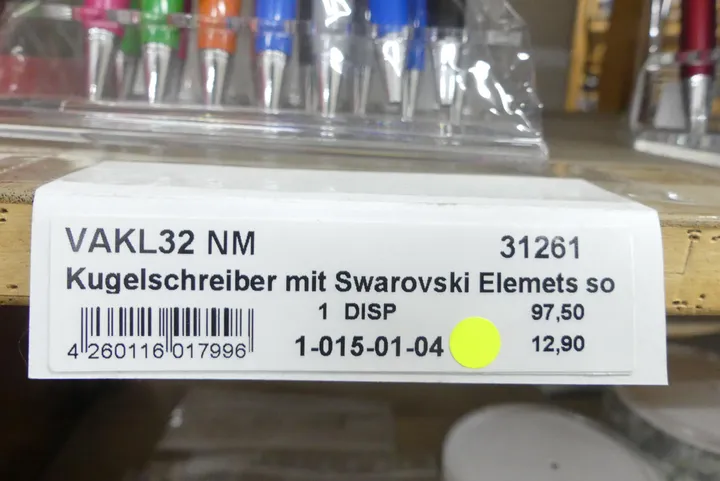 VAKL32 NM 31261
Kugelschreiber mit Swarovski Elemets so
1 DISP 97,50
4 260116 017996 1-015-01-04 12,90